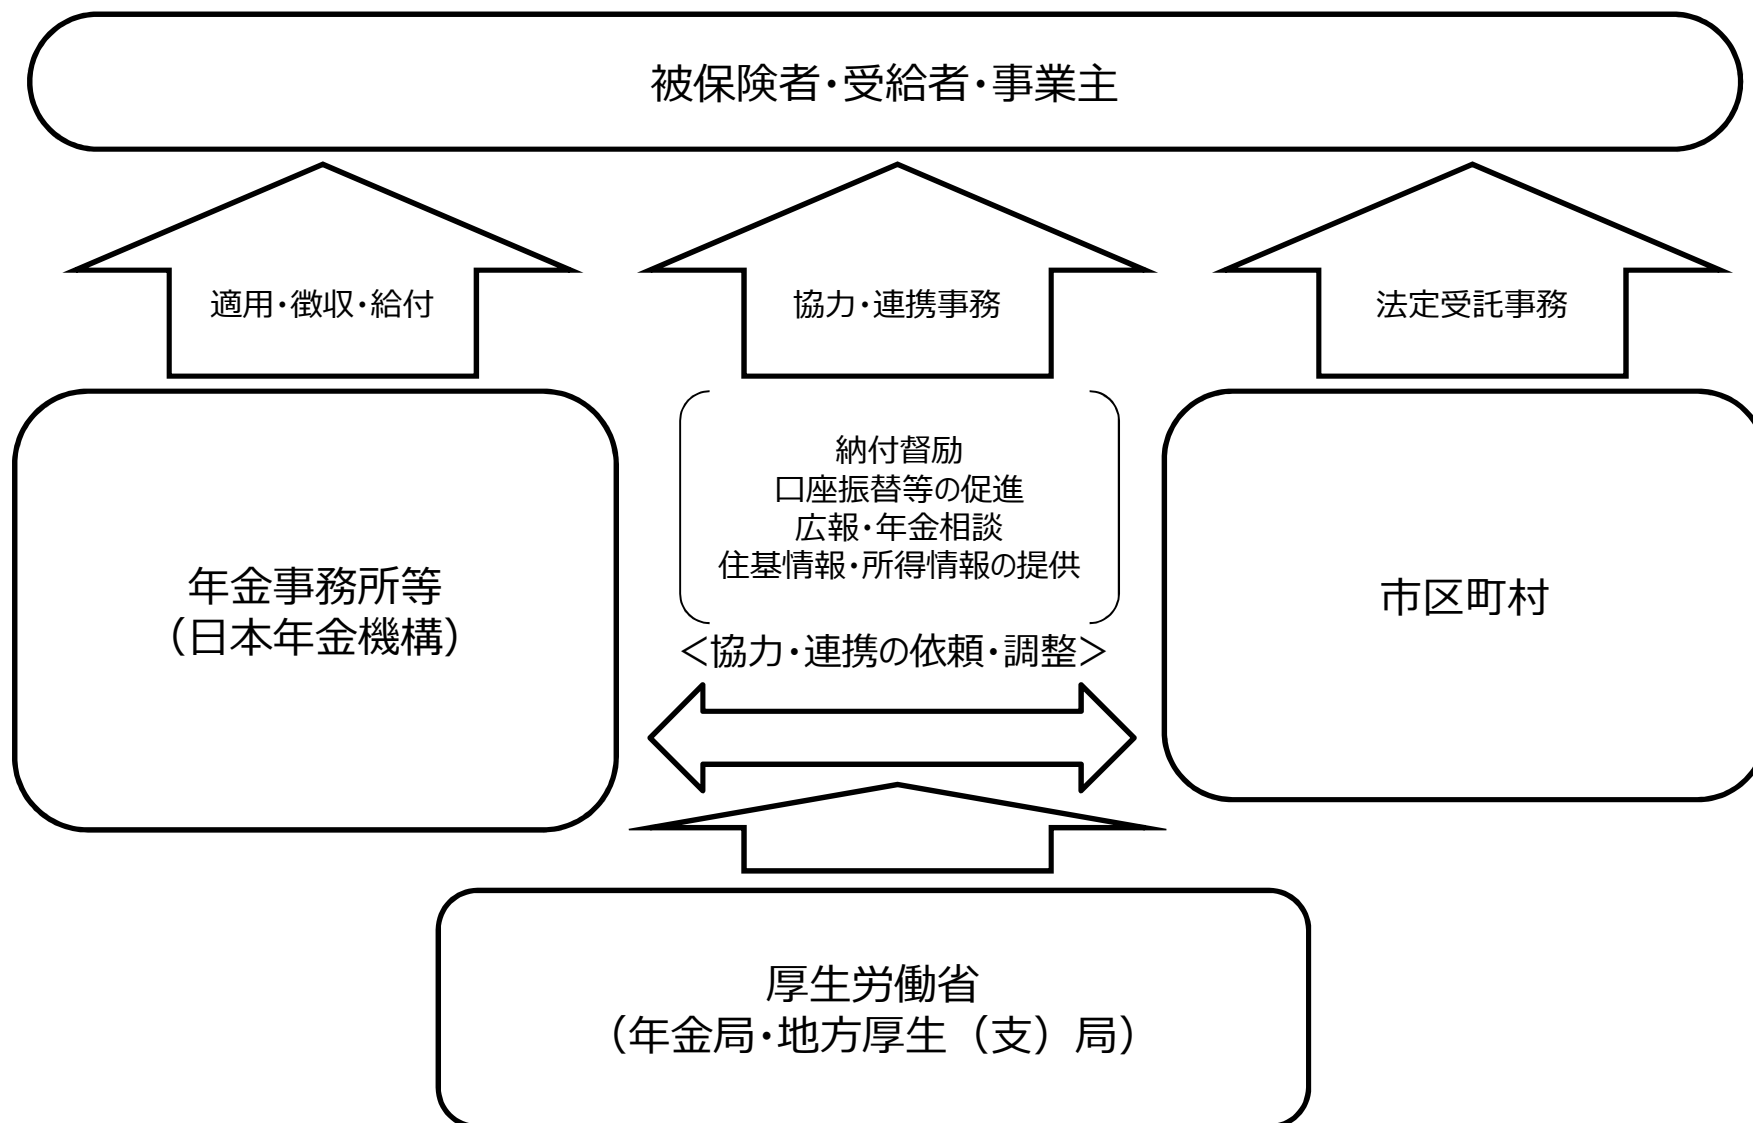 被保険者・受給者・事業主
適用・徴収・給付
協力・連携事務
法定受託事務
納付督励
口座振替等の促進
広報・年金相談
住基情報・所得情報の提供
年金事務所等
（日本年金機構）
市区町村
＜協力・連携の依頼・調整＞
厚生労働省
（年金局・地方厚生（支）局）